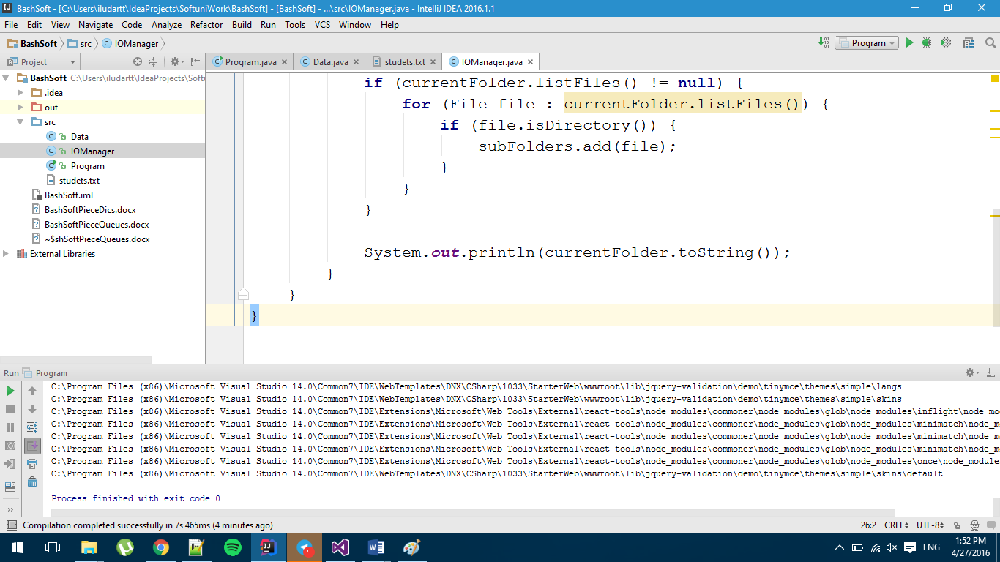 BashSoft - [C:\Users\iludartt\IdeaProjects\SoftuniWork\BashSoft] - [BashSoft] - ...\src\IOManager.java - IntelliJ IDEA 2016.1.1
File Edit View Navigate Code Analyze Refactor Build Run Tools VCS Window Help
BashSoft src IOManager Program
Project Program.java Data.java studets.txt IOManager.java
BashSoft C:\Users\iludartt\IdeaProjects\Soft
.idea
out
src
Data
IOManager
Program
studets.txt
BashSoft.iml
BashSoftPieceDics.docx
BashSoftPieceQueues.docx
~$shSoftPieceQueues.docx
External Libraries
if (currentFolder.listFiles() != null) {
for (File file : currentFolder.listFiles()) {
if (file.isDirectory()) {
subFolders.add(file);
}
}
}
System.out.println(currentFolder.toString());
}
}
}
Run Program
C:\Program Files (x86)\Microsoft Visual Studio 14.0\Common7\IDE\WebTemplates\DNX\CSharp\1033\StarterWeb\wwwroot\lib\jquery-validation\demo\tinymce\themes\simple\langs
C:\Program Files (x86)\Microsoft Visual Studio 14.0\Common7\IDE\WebTemplates\DNX\CSharp\1033\StarterWeb\wwwroot\lib\jquery-validation\demo\tinymce\themes\simple\skins
C:\Program Files (x86)\Microsoft Visual Studio 14.0\Common7\IDE\Extensions\Microsoft\Web Tools\External\react-tools\node_modules\commoner\node_modules\glob\node_modules\inflight\node_mo
C:\Program Files (x86)\Microsoft Visual Studio 14.0\Common7\IDE\Extensions\Microsoft\Web Tools\External\react-tools\node_modules\commoner\node_modules\glob\node_modules\minimatch\node_m
C:\Program Files (x86)\Microsoft Visual Studio 14.0\Common7\IDE\Extensions\Microsoft\Web Tools\External\react-tools\node_modules\commoner\node_modules\glob\node_modules\minimatch\node_m
C:\Program Files (x86)\Microsoft Visual Studio 14.0\Common7\IDE\Extensions\Microsoft\Web Tools\External\react-tools\node_modules\commoner\node_modules\glob\node_modules\minimatch\node_m
C:\Program Files (x86)\Microsoft Visual Studio 14.0\Common7\IDE\Extensions\Microsoft\Web Tools\External\react-tools\node_modules\commoner\node_modules\glob\node_modules\once\node_module
C:\Program Files (x86)\Microsoft Visual Studio 14.0\Common7\IDE\WebTemplates\DNX\CSharp\1033\StarterWeb\wwwroot\lib\jquery-validation\demo\tinymce\themes\simple\skins\default
Process finished with exit code 0
Compilation completed successfully in 7s 465ms (4 minutes ago) 26:2 CRLF UTF-8
5 ENG
1:52 PM
4/27/2016